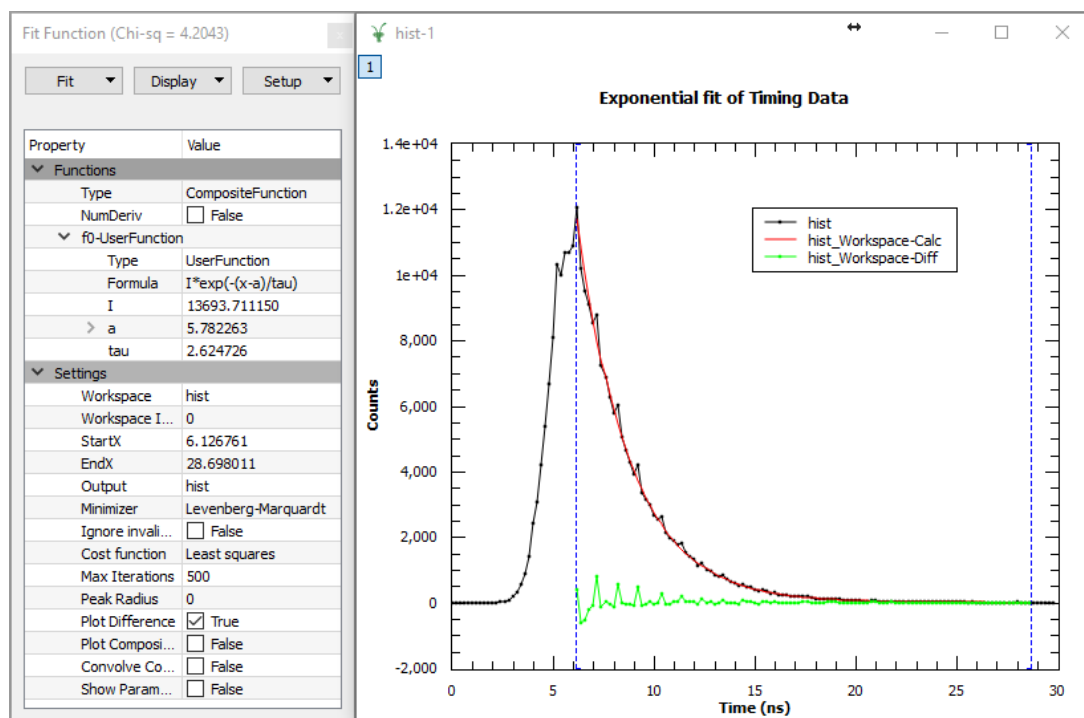 Fit Function (Chi-sq = 4.2043)
Fit Display Setup
Property Value
Functions
Type CompositeFunction
NumDeriv False
f0-UserFunction
Type UserFunction
Formula I*exp(-(x-a)/tau)
I 13693.711150
a 5.782263
tau 2.624726
Settings
Workspace hist
Workspace I... 0
StartX 6.126761
EndX 28.698011
Output hist
Minimizer Levenberg-Marquardt
Ignore invali... False
Cost function Least squares
Max Iterations 500
Peak Radius 0
Plot Difference True
Plot Composi... False
Convolve Co... False
Show Param... False
hist-1
1
Exponential fit of Timing Data
1.4e+04
1.2e+04
1e+04
8,000
6,000
4,000
2,000
0
-2,000
Counts
hist
hist_Workspace-Calc
hist_Workspace-Diff
0 5 10 15 20 25 30
Time (ns)